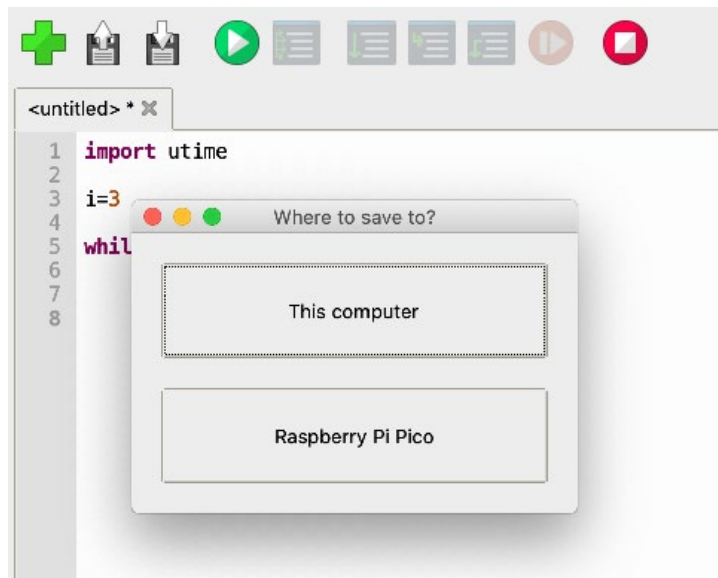 <untitled> *
1 import utime
2
3 i=3
4
5 whil
6
7
8
Where to save to?
This computer
Raspberry Pi Pico